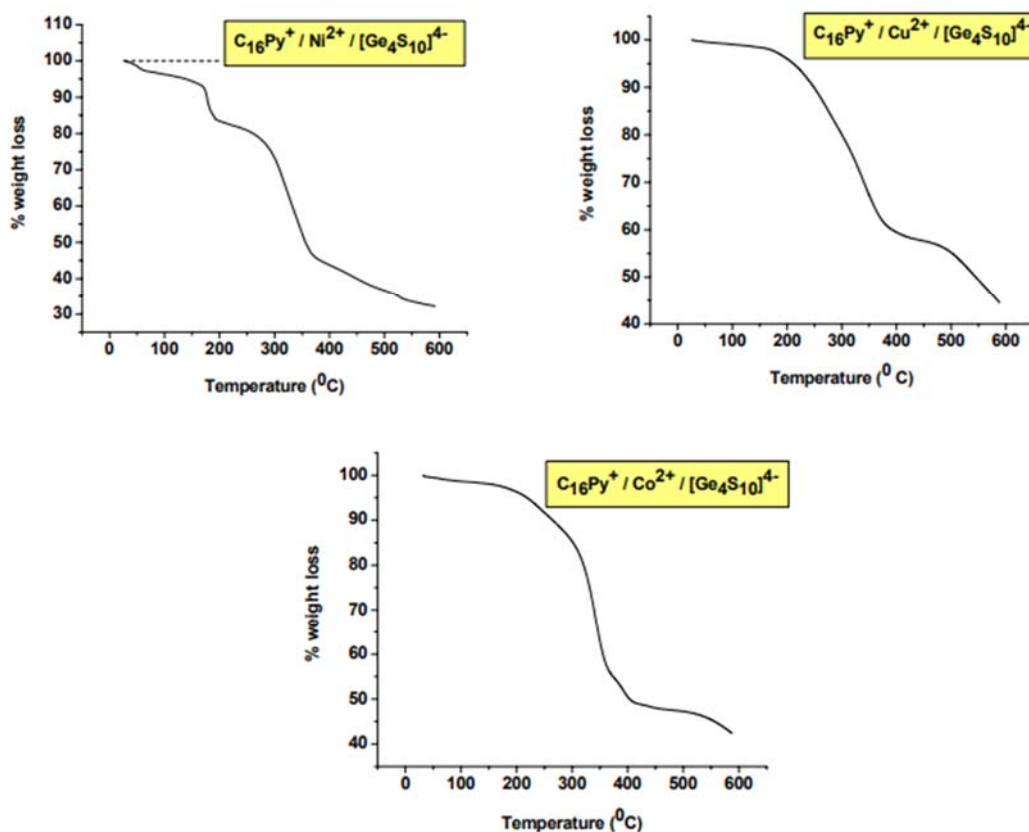 C16Py+ / Ni2+ / [Ge4S10]4-
110
100
90
80
70
60
50
40
30
% weight loss
0 100 200 300 400 500 600
Temperature (0C)
C16Py+ / Cu2+ / [Ge4S10]4-
100
90
80
70
60
50
40
% weight loss
0 100 200 300 400 500 600
Temperature (0 C)
C16Py+ / Co2+ / [Ge4S10]4-
100
90
80
70
60
50
40
% weight loss
0 100 200 300 400 500 600
Temperature (0C)